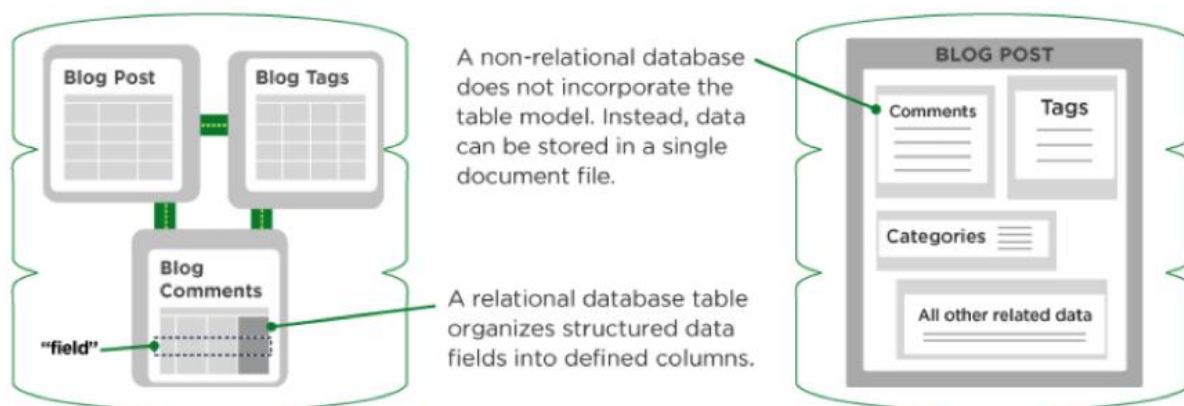 Blog Post
Blog Tags
Blog
Comments
"field"
A non-relational database
does not incorporate the
table model. Instead, data
can be stored in a single
document file.
A relational database table
organizes structured data
fields into defined columns.
BLOG POST
Comments
Tags
Categories
All other related data